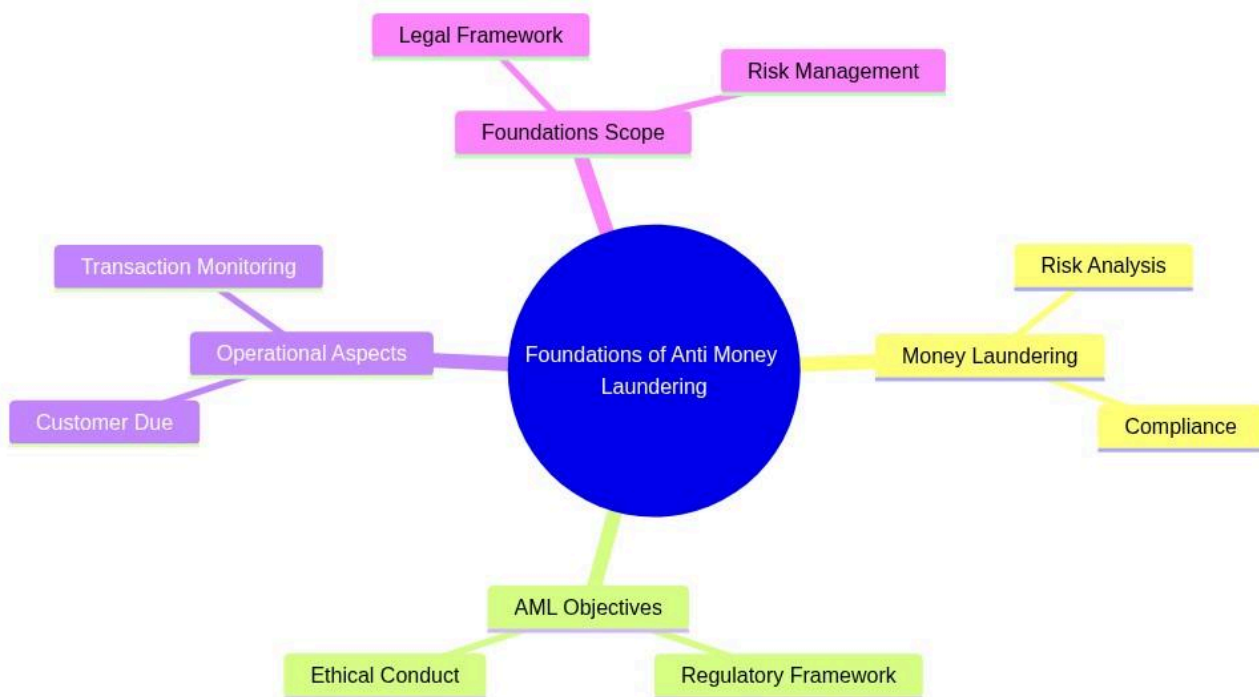 Legal Framework
Risk Management
Foundations Scope
Transaction Monitoring
Risk Analysis
Operational Aspects
Foundations of Anti Money
Laundering
Money Laundering
Customer Due
Compliance
AML Objectives
Ethical Conduct
Regulatory Framework